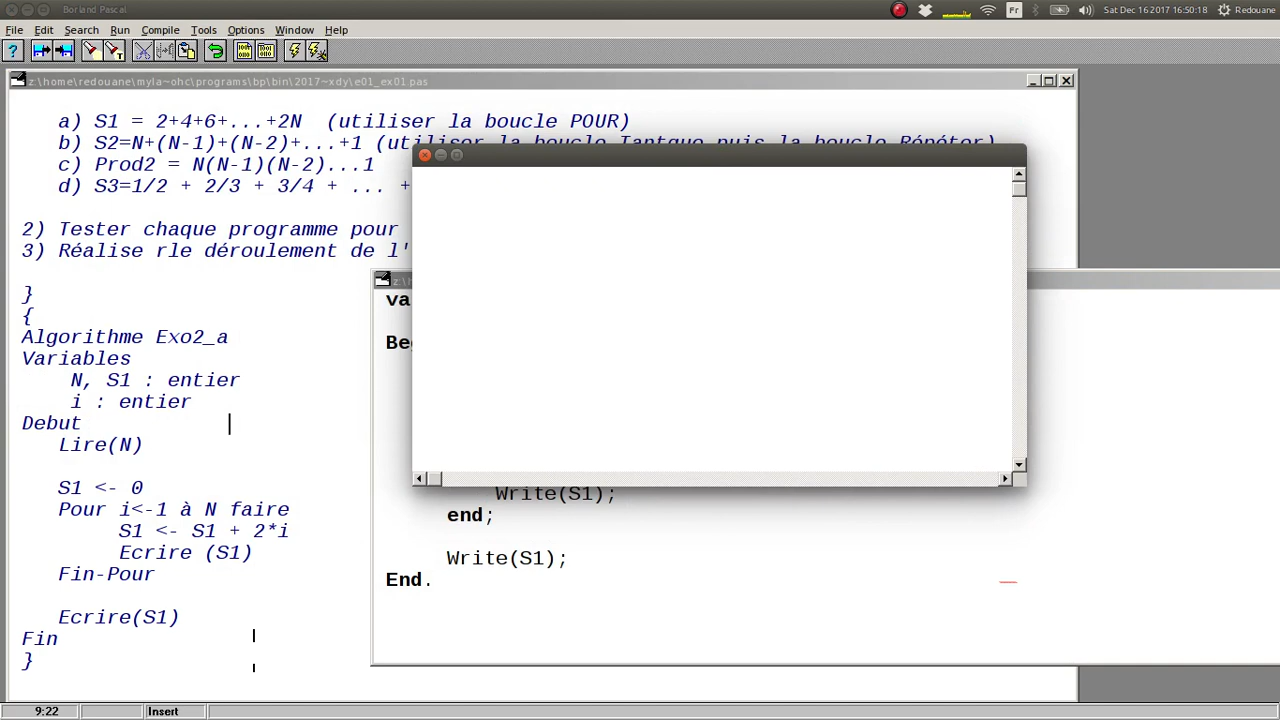 Borland Pascal
Fr
Sat Dec 16 2017 16:50:18
Redouane
File Edit Search Run Compile Tools Options Window Help
z:\home\redouane\myla~ohc\programs\bp\bin\2017~xdy\e01_ex01.pas
a) S1 = 2+4+6+...+2N (utiliser la boucle POUR)
b) S2=N+(N-1)+(N-2)+...+1 (utiliser la boucle Tantque puis la boucle Répéter)
c) Prod2 = N(N-1)(N-2)...1
d) S3=1/2 + 2/3 + 3/4 + ... +
2) Tester chaque programme pour
3) Réalise rle déroulement de l'
}
{
Algorithme Exo2_a
Variables
N, S1 : entier
i : entier
Debut
Lire(N)
S1 <- 0
Pour i<-1 à N faire
S1 <- S1 + 2*i
Ecrire (S1)
Fin-Pour
Ecrire(S1)
Fin
}
z:\h
va
Beg
Write(S1);
end;
Write(S1);
End.
9:22
Insert